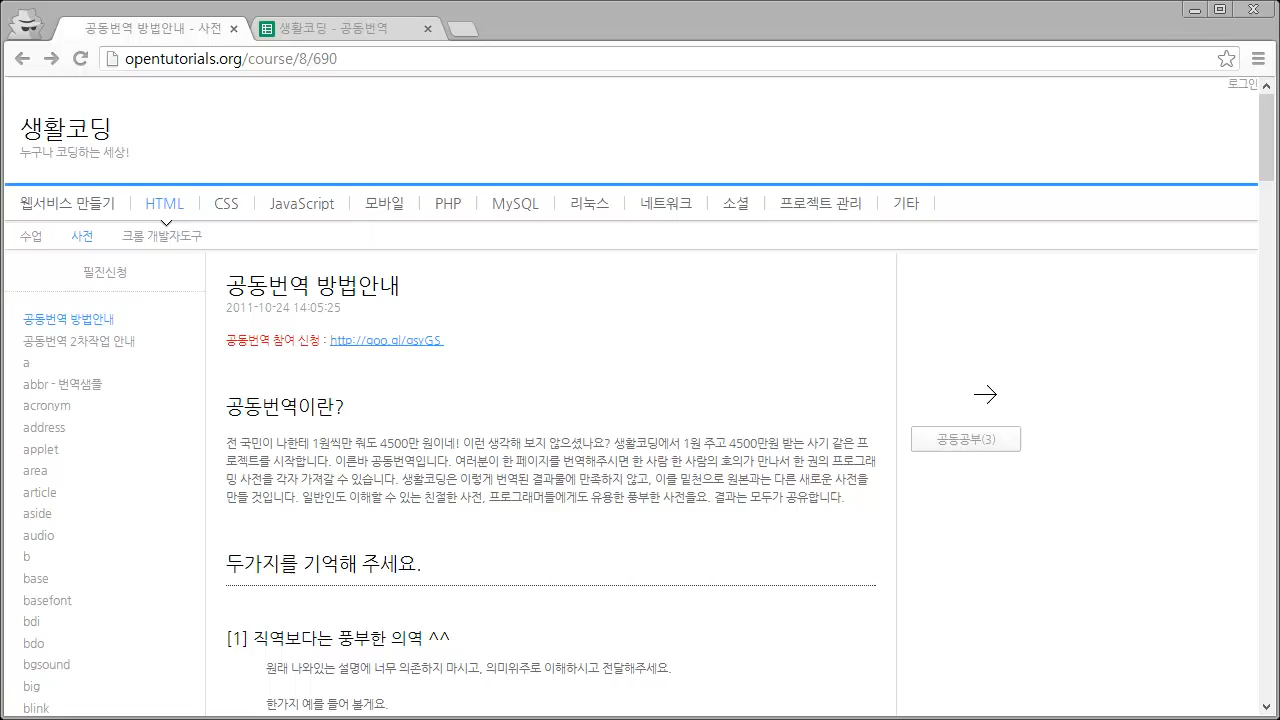 공동번역 방법안내 - 사전
생활코딩 - 공동번역
opentutorials.org/course/8/690
로그인
생활코딩
누구나 코딩하는 세상!
웹서비스 만들기 HTML CSS JavaScript 모바일 PHP MySQL 리눅스 네트워크 소셜 프로젝트 관리 기타
수업 사전 크롬 개발자도구
필진신청
공동번역 방법안내
공동번역 2차작업 안내
a
abbr - 번역샘플
acronym
address
applet
area
article
aside
audio
b
base
basefont
bdi
bdo
bgsound
big
blink
공동번역 방법안내
2011-10-24 14:05:25
공동번역 참여 신청 : http://goo.gl/qsyGS
공동번역이란?
전 국민이 나한테 1원씩만 줘도 4500만 원이네! 이런 생각해 보지 않으셨나요? 생활코딩에서 1원 주고 4500만원 받는 사기 같은 프
로젝트를 시작합니다. 이른바 공동번역입니다. 여러분이 한 페이지를 번역해주시면 한 사람 한 사람의 호의가 만나서 한 권의 프로그래
밍 사전을 각자 가져갈 수 있습니다. 생활코딩은 이렇게 번역된 결과물에 만족하지 않고, 이를 밑천으로 원본과는 다른 새로운 사전을
만들 것입니다. 일반인도 이해할 수 있는 친절한 사전, 프로그래머들에게도 유용한 풍부한 사전들요. 결과는 모두가 공유합니다.
두가지를 기억해 주세요.
[1] 직역보다는 풍부한 의역 ^^
원래 나와있는 설명에 너무 의존하지 마시고, 의미위주로 이해하시고 전달해주세요.
한가지 예를 들어 볼게요.
공동공부(3)